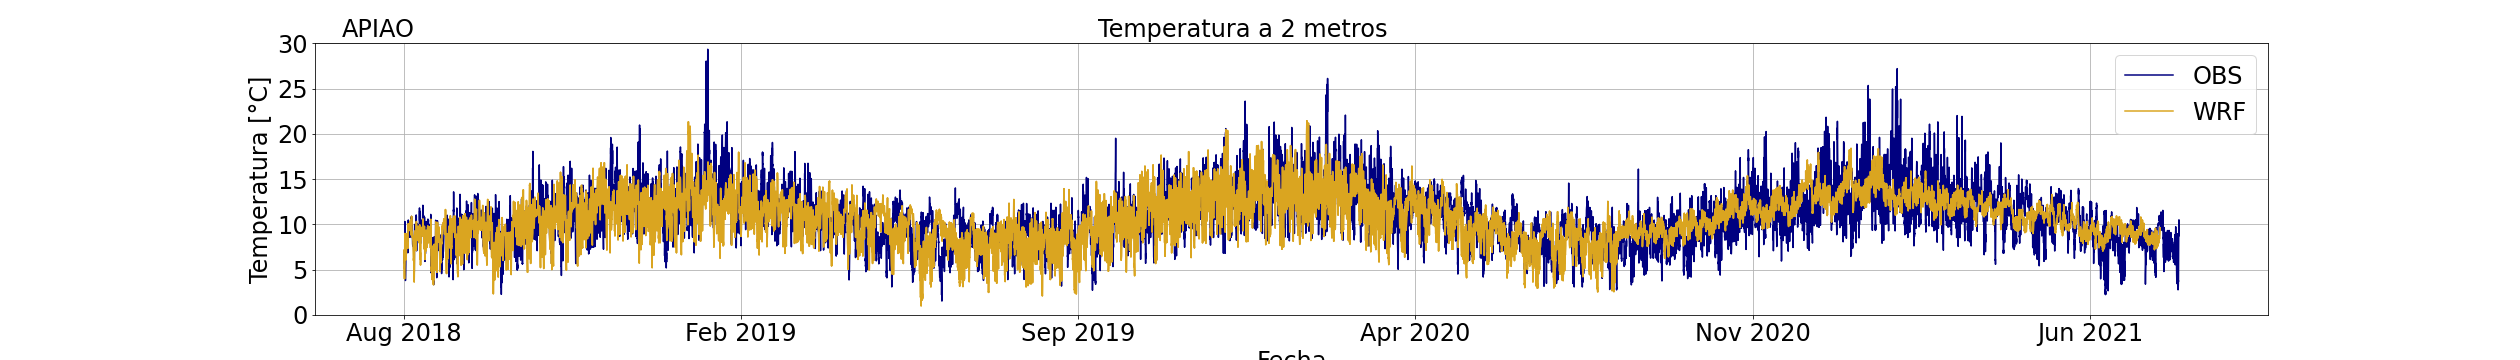 APIAO
Temperatura a 2 metros
Temperatura [°C]
30
25
20
15
10
5
0
OBS
WRF
Aug 2018
Feb 2019
Sep 2019
Apr 2020
Nov 2020
Jun 2021
Fecha